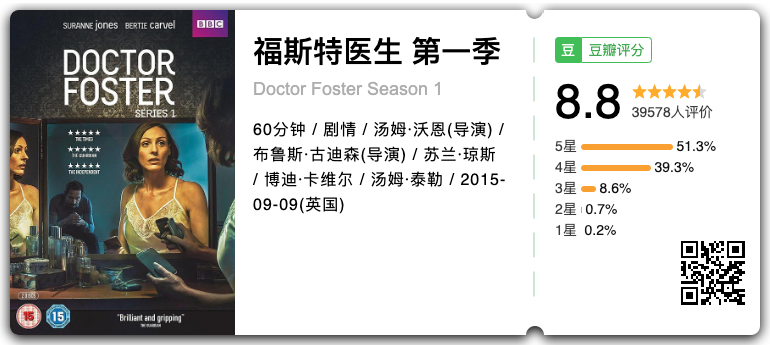 SURANNE jones BERTIE carvel
BBC
DOCTOR
FOSTER
SERIES 1
★★★★★
THE TIMES
★★★★★
THE GUARDIAN
★★★★★
THE INDEPENDENT
15
15
"Brilliant and gripping"
THE GUARDIAN
福斯特医生 第一季
Doctor Foster Season 1
60分钟 / 剧情 / 汤姆·沃恩(导演) /
布鲁斯·古迪森(导演) / 苏兰·琼斯
/ 博迪·卡维尔 / 汤姆·泰勒 / 2015-
09-09(英国)
豆 豆瓣评分
8.8
39578人评价
5星 51.3%
4星 39.3%
3星 8.6%
2星 0.7%
1星 0.2%